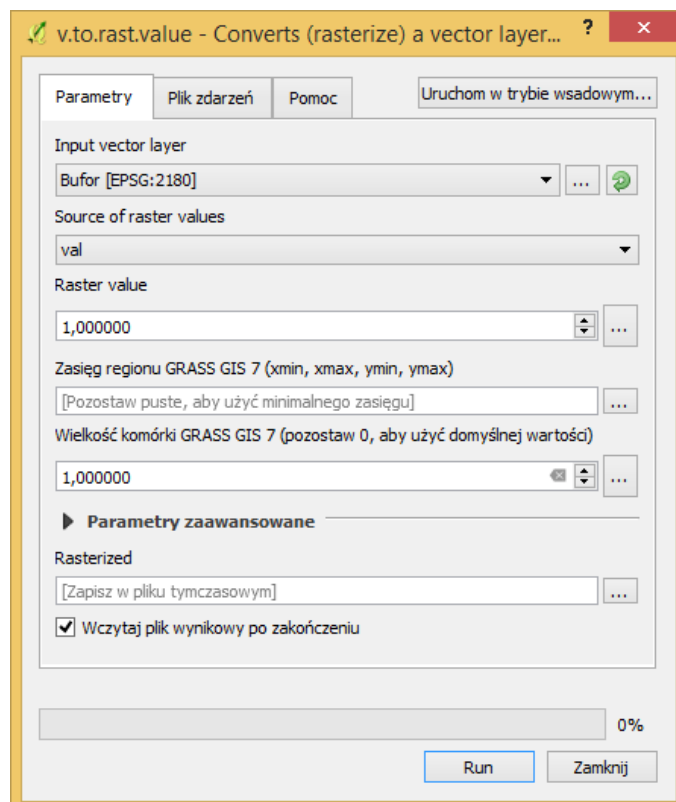 v.to.rast.value - Converts (rasterize) a vector layer... ? ×
Parametry Plik zdarzeń Pomoc Uruchom w trybie wsadowym...
Input vector layer
Bufor [EPSG:2180] ...
Source of raster values
val
Raster value
1,000000 ...
Zasięg regionu GRASS GIS 7 (xmin, xmax, ymin, ymax)
[Pozostaw puste, aby użyć minimalnego zasięgu] ...
Wielkość komórki GRASS GIS 7 (pozostaw 0, aby użyć domyślnej wartości)
1,000000 ...
Parametry zaawansowane
Rasterized
[Zapisz w pliku tymczasowym] ...
Wczytaj plik wynikowy po zakończeniu
0%
Run Zamknij